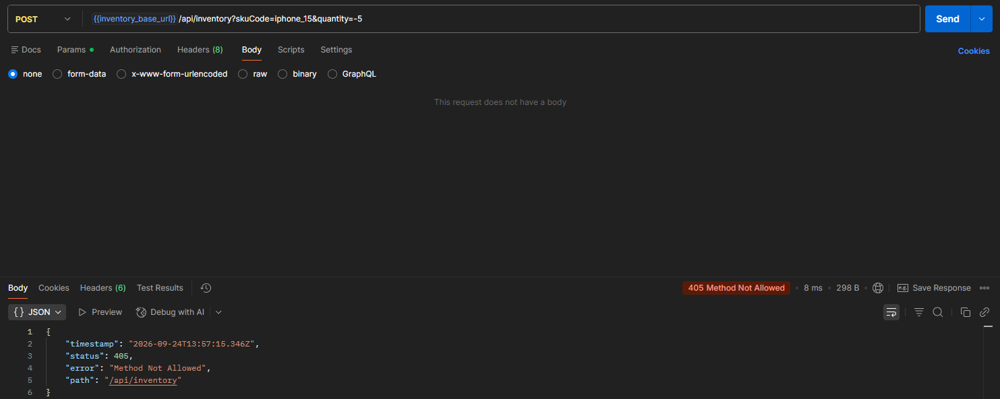 POST {{inventory_base_url}} /api/inventory?skuCode=iphone_15&quantity=-5 Send
Docs Params Authorization Headers (8) Body Scripts Settings Cookies
none form-data x-www-form-urlencoded raw binary GraphQL
This request does not have a body
Body Cookies Headers (6) Test Results 405 Method Not Allowed 8 ms 298 B e.g. Save Response
{} JSON Preview Debug with AI
1 {
2 "timestamp": "2026-09-24T13:57:15.346Z",
3 "status": 405,
4 "error": "Method Not Allowed",
5 "path": "/api/inventory"
6 }